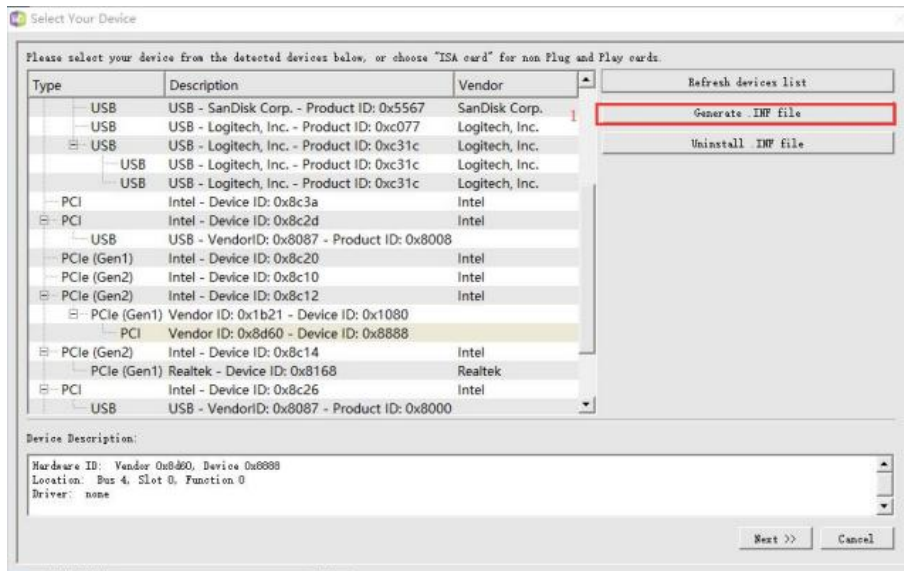 Select Your Device
Please select your device from the detected devices below, or choose "ISA card" for non Plug and Play cards.
Type Description Vendor
USB USB - SanDisk Corp. - Product ID: 0x5567 SanDisk Corp.
USB USB - Logitech, Inc. - Product ID: 0xc077 Logitech, Inc.
USB USB - Logitech, Inc. - Product ID: 0xc31c Logitech, Inc.
USB USB - Logitech, Inc. - Product ID: 0xc31c Logitech, Inc.
USB USB - Logitech, Inc. - Product ID: 0xc31c Logitech, Inc.
PCI Intel - Device ID: 0x8c3a Intel
PCI Intel - Device ID: 0x8c2d Intel
USB USB - VendorID: 0x8087 - Product ID: 0x8008
PCIe (Gen1) Intel - Device ID: 0x8c20 Intel
PCIe (Gen2) Intel - Device ID: 0x8c10 Intel
PCIe (Gen2) Intel - Device ID: 0x8c12 Intel
PCIe (Gen1) Vendor ID: 0x1b21 - Device ID: 0x1080
PCI Vendor ID: 0x8d60 - Device ID: 0x8888
PCIe (Gen2) Intel - Device ID: 0x8c14 Intel
PCIe (Gen1) Realtek - Device ID: 0x8168 Realtek
PCI Intel - Device ID: 0x8c26 Intel
USB USB - VendorID: 0x8087 - Product ID: 0x8000
Refresh devices list
1 Generate .INF file
Uninstall .INF file
Device Description:
Hardware ID: Vendor 0x8d60, Device 0x8888
Location: Bus 4, Slot 0, Function 0
Driver: none
Next >> Cancel